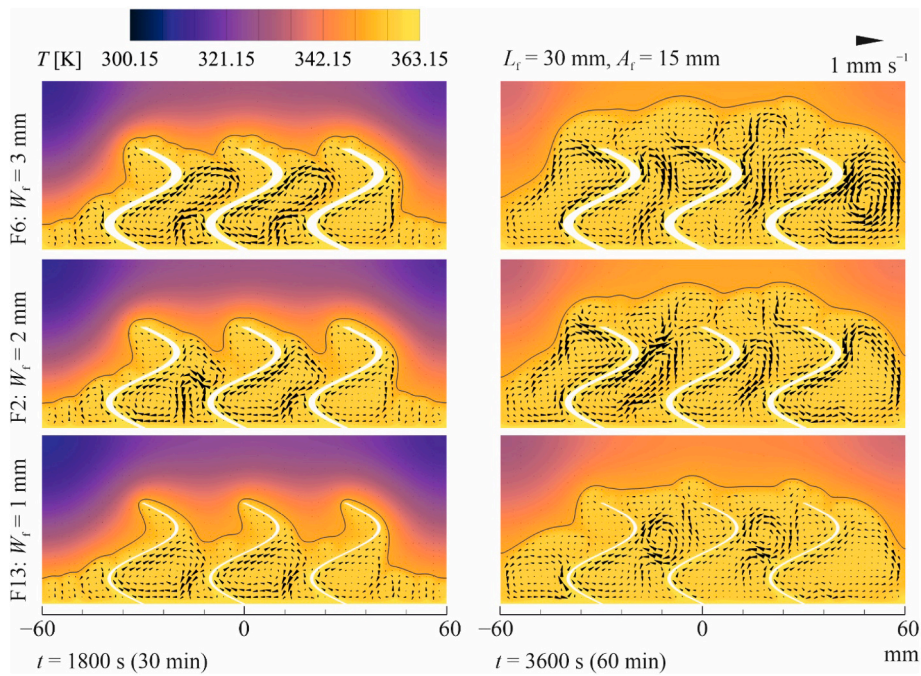 T [K] 300.15 321.15 342.15 363.15
L_f = 30 mm, A_f = 15 mm
1 mm s⁻¹
F6: W_f = 3 mm
F2: W_f = 2 mm
F13: W_f = 1 mm
−60 0 60
−60 0 60
mm
t = 1800 s (30 min)
t = 3600 s (60 min)